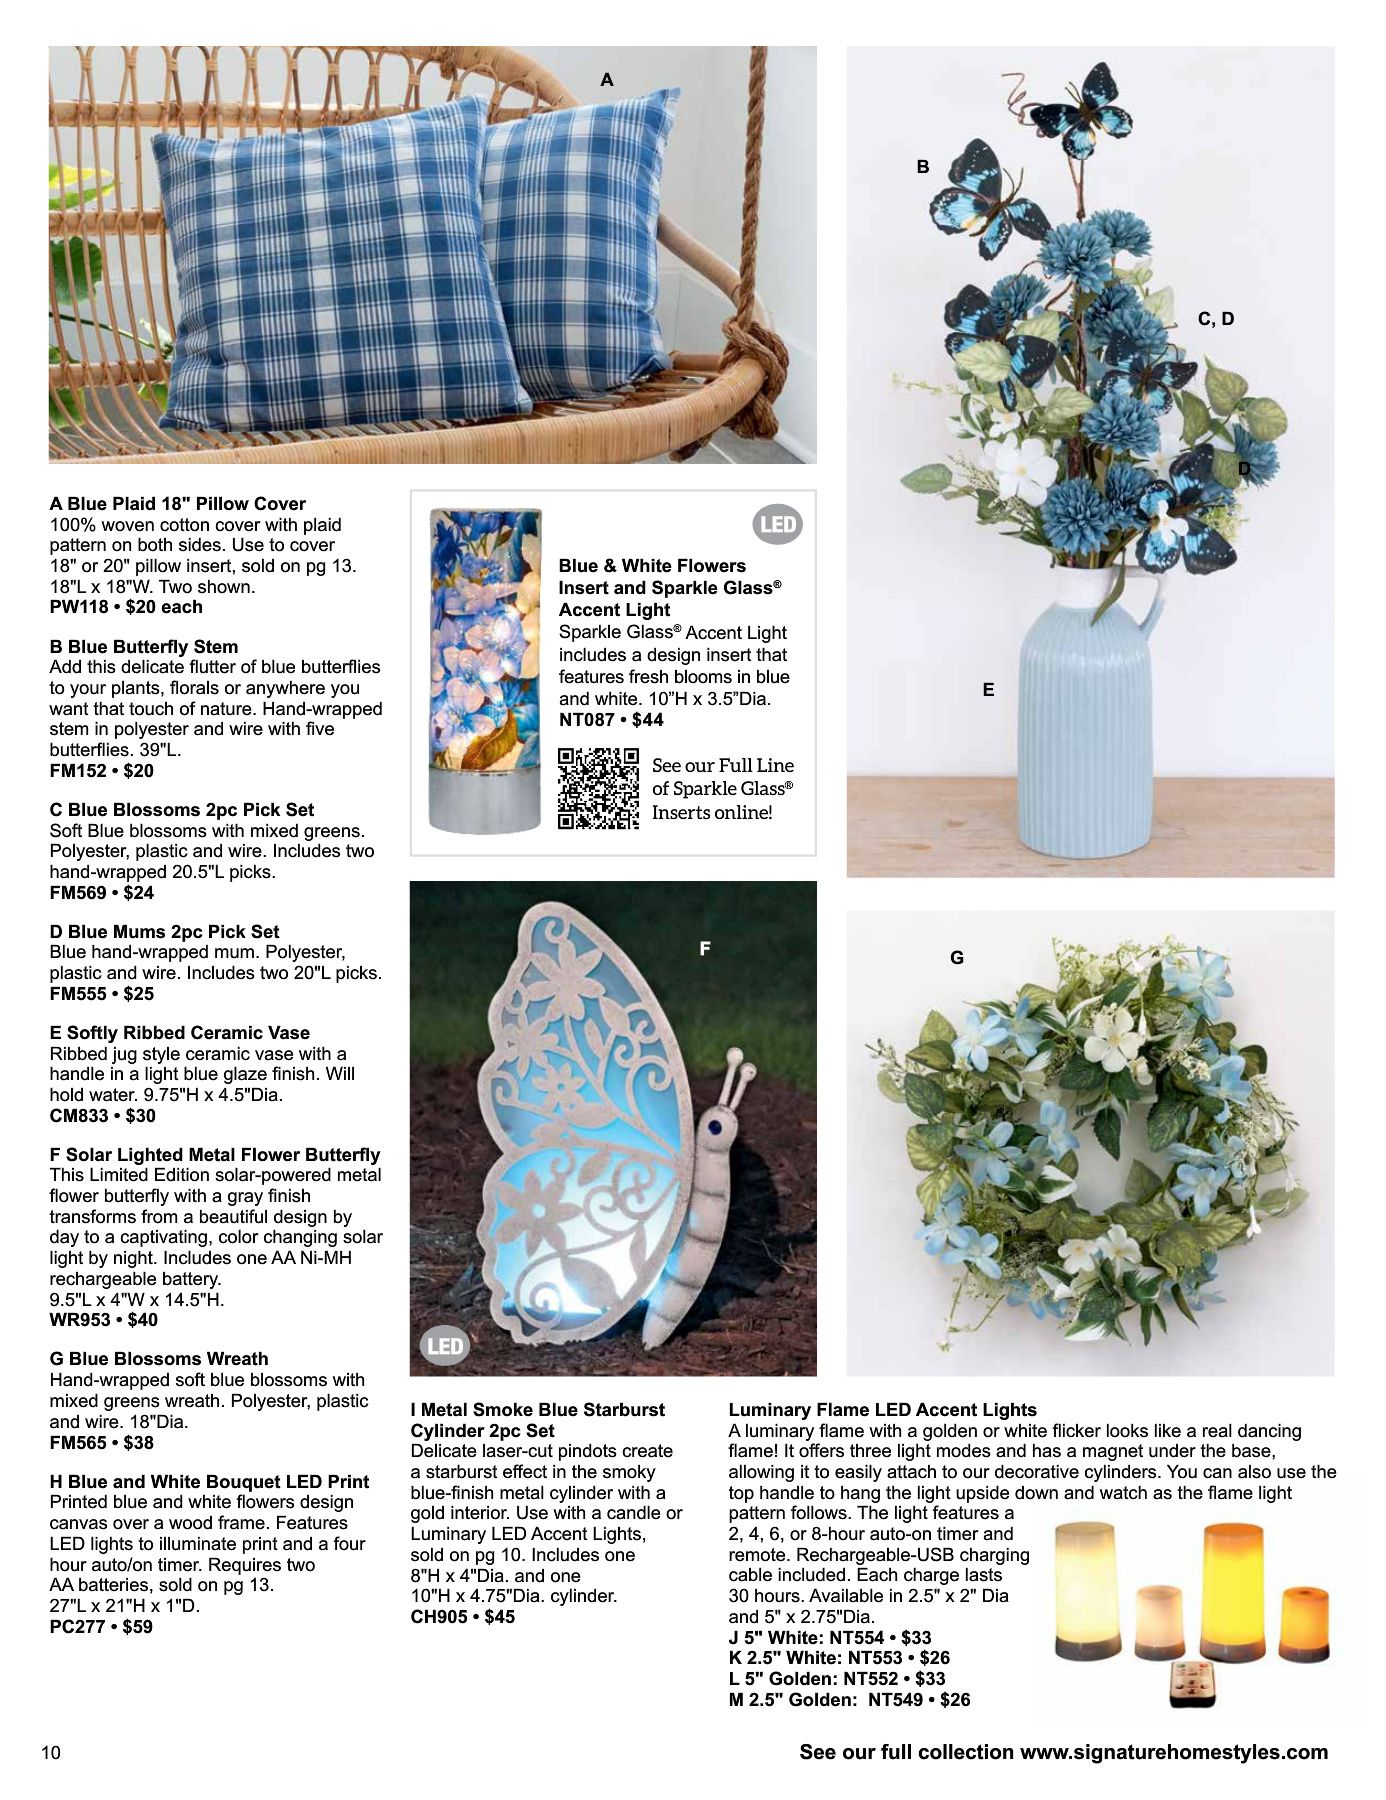 A
B
C, D
D
E
A Blue Plaid 18" Pillow Cover
100% woven cotton cover with plaid
pattern on both sides. Use to cover
18" or 20" pillow insert, sold on pg 13.
18"L x 18"W. Two shown.
PW118 • $20 each
B Blue Butterfly Stem
Add this delicate flutter of blue butterflies
to your plants, florals or anywhere you
want that touch of nature. Hand-wrapped
stem in polyester and wire with five
butterflies. 39"L.
FM152 • $20
C Blue Blossoms 2pc Pick Set
Soft Blue blossoms with mixed greens.
Polyester, plastic and wire. Includes two
hand-wrapped 20.5"L picks.
FM569 • $24
D Blue Mums 2pc Pick Set
Blue hand-wrapped mum. Polyester,
plastic and wire. Includes two 20"L picks.
FM555 • $25
E Softly Ribbed Ceramic Vase
Ribbed jug style ceramic vase with a
handle in a light blue glaze finish. Will
hold water. 9.75"H x 4.5"Dia.
CM833 • $30
F Solar Lighted Metal Flower Butterfly
This Limited Edition solar-powered metal
flower butterfly with a gray finish
transforms from a beautiful design by
day to a captivating, color changing solar
light by night. Includes one AA Ni-MH
rechargeable battery.
9.5"L x 4"W x 14.5"H.
WR953 • $40
G Blue Blossoms Wreath
Hand-wrapped soft blue blossoms with
mixed greens wreath. Polyester, plastic
and wire. 18"Dia.
FM565 • $38
H Blue and White Bouquet LED Print
Printed blue and white flowers design
canvas over a wood frame. Features
LED lights to illuminate print and a four
hour auto/on timer. Requires two
AA batteries, sold on pg 13.
27"L x 21"H x 1"D.
PC277 • $59
LED
Blue & White Flowers
Insert and Sparkle Glass®
Accent Light
Sparkle Glass® Accent Light
includes a design insert that
features fresh blooms in blue
and white. 10”H x 3.5”Dia.
NT087 • $44
See our Full Line
of Sparkle Glass®
Inserts online!
F
LED
G
I Metal Smoke Blue Starburst
Cylinder 2pc Set
Delicate laser-cut pindots create
a starburst effect in the smoky
blue-finish metal cylinder with a
gold interior. Use with a candle or
Luminary LED Accent Lights,
sold on pg 10. Includes one
8"H x 4"Dia. and one
10"H x 4.75"Dia. cylinder.
CH905 • $45
Luminary Flame LED Accent Lights
A luminary flame with a golden or white flicker looks like a real dancing
flame! It offers three light modes and has a magnet under the base,
allowing it to easily attach to our decorative cylinders. You can also use the
top handle to hang the light upside down and watch as the flame light
pattern follows. The light features a
2, 4, 6, or 8-hour auto-on timer and
remote. Rechargeable-USB charging
cable included. Each charge lasts
30 hours. Available in 2.5" x 2" Dia
and 5" x 2.75"Dia.
J 5" White: NT554 • $33
K 2.5" White: NT553 • $26
L 5" Golden: NT552 • $33
M 2.5" Golden:  NT549 • $26
10
See our full collection www.signaturehomestyles.com